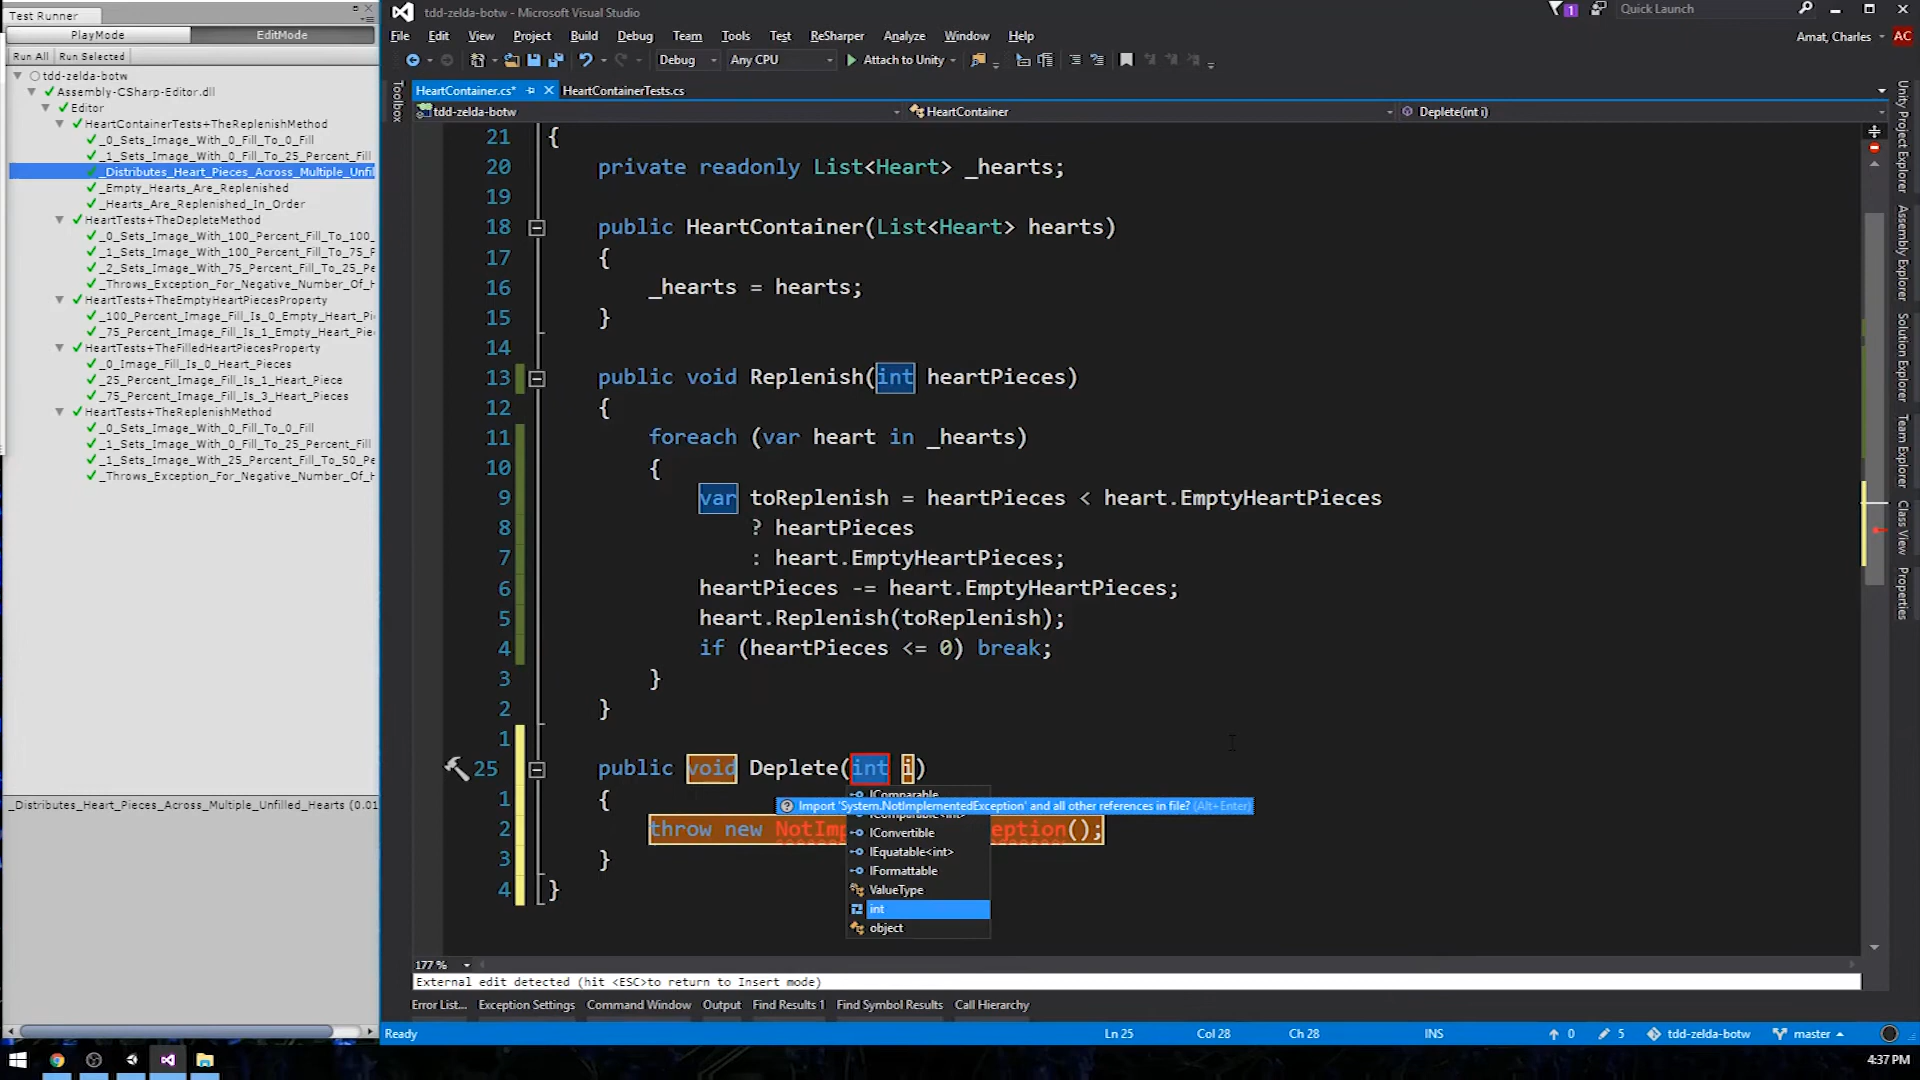 Test Runner
PlayMode
EditMode
Run All
Run Selected
tdd-zelda-botw
Assembly-CSharp-Editor.dll
Editor
HeartContainerTests+TheReplenishMethod
_0_Sets_Image_With_0_Fill_To_0_Fill
_1_Sets_Image_With_0_Fill_To_25_Percent_Fill
_Distributes_Heart_Pieces_Across_Multiple_Unfil
_Empty_Hearts_Are_Replenished
_Hearts_Are_Replenished_In_Order
HeartTests+TheDepleteMethod
_0_Sets_Image_With_100_Percent_Fill_To_100_
_1_Sets_Image_With_100_Percent_Fill_To_75_P
_2_Sets_Image_With_75_Percent_Fill_To_25_Pe
_Throws_Exception_For_Negative_Number_Of_H
HeartTests+TheEmptyHeartPiecesProperty
_100_Percent_Image_Fill_Is_0_Empty_Heart_Pi
_75_Percent_Image_Fill_Is_1_Empty_Heart_Pie
HeartTests+TheFilledHeartPiecesProperty
_0_Image_Fill_Is_0_Heart_Pieces
_25_Percent_Image_Fill_Is_1_Heart_Piece
_75_Percent_Image_Fill_Is_3_Heart_Pieces
HeartTests+TheReplenishMethod
_0_Sets_Image_With_0_Fill_To_0_Fill
_1_Sets_Image_With_0_Fill_To_25_Percent_Fill
_1_Sets_Image_With_25_Percent_Fill_To_50_Pe
_Throws_Exception_For_Negative_Number_Of_H
_Distributes_Heart_Pieces_Across_Multiple_Unfilled_Hearts (0.01
tdd-zelda-botw - Microsoft Visual Studio
1
Quick Launch
File Edit View Project Build Debug Team Tools Test ReSharper Analyze Window Help
Amat, Charles
AC
Debug
Any CPU
Attach to Unity
Toolbox
HeartContainer.cs*
HeartContainerTests.cs
tdd-zelda-botw
HeartContainer
Deplete(int i)
21 {
20 private readonly List<Heart> _hearts;
19
18 public HeartContainer(List<Heart> hearts)
17 {
16 _hearts = hearts;
15 }
14
13 public void Replenish(int heartPieces)
12 {
11 foreach (var heart in _hearts)
10 {
9 var toReplenish = heartPieces < heart.EmptyHeartPieces
8 ? heartPieces
7 : heart.EmptyHeartPieces;
6 heartPieces -= heart.EmptyHeartPieces;
5 heart.Replenish(toReplenish);
4 if (heartPieces <= 0) break;
3 }
2 }
1
25 public void Deplete(int i)
1 {
2 throw new NotImp eption();
3 }
4 }
IComparable
Import 'System.NotImplementedException' and all other references in file? (Alt+Enter)
IComparable<int>
IConvertible
IEquatable<int>
IFormattable
ValueType
int
object
Unity Project Explorer
Assembly Explorer
Solution Explorer
Team Explorer
Class View
Properties
177 %
External edit detected (hit <ESC>to return to Insert mode)
Error List...
Exception Settings
Command Window
Output
Find Results 1
Find Symbol Results
Call Hierarchy
Ready
Ln 25
Col 28
Ch 28
INS
0
5
tdd-zelda-botw
master
4:37 PM